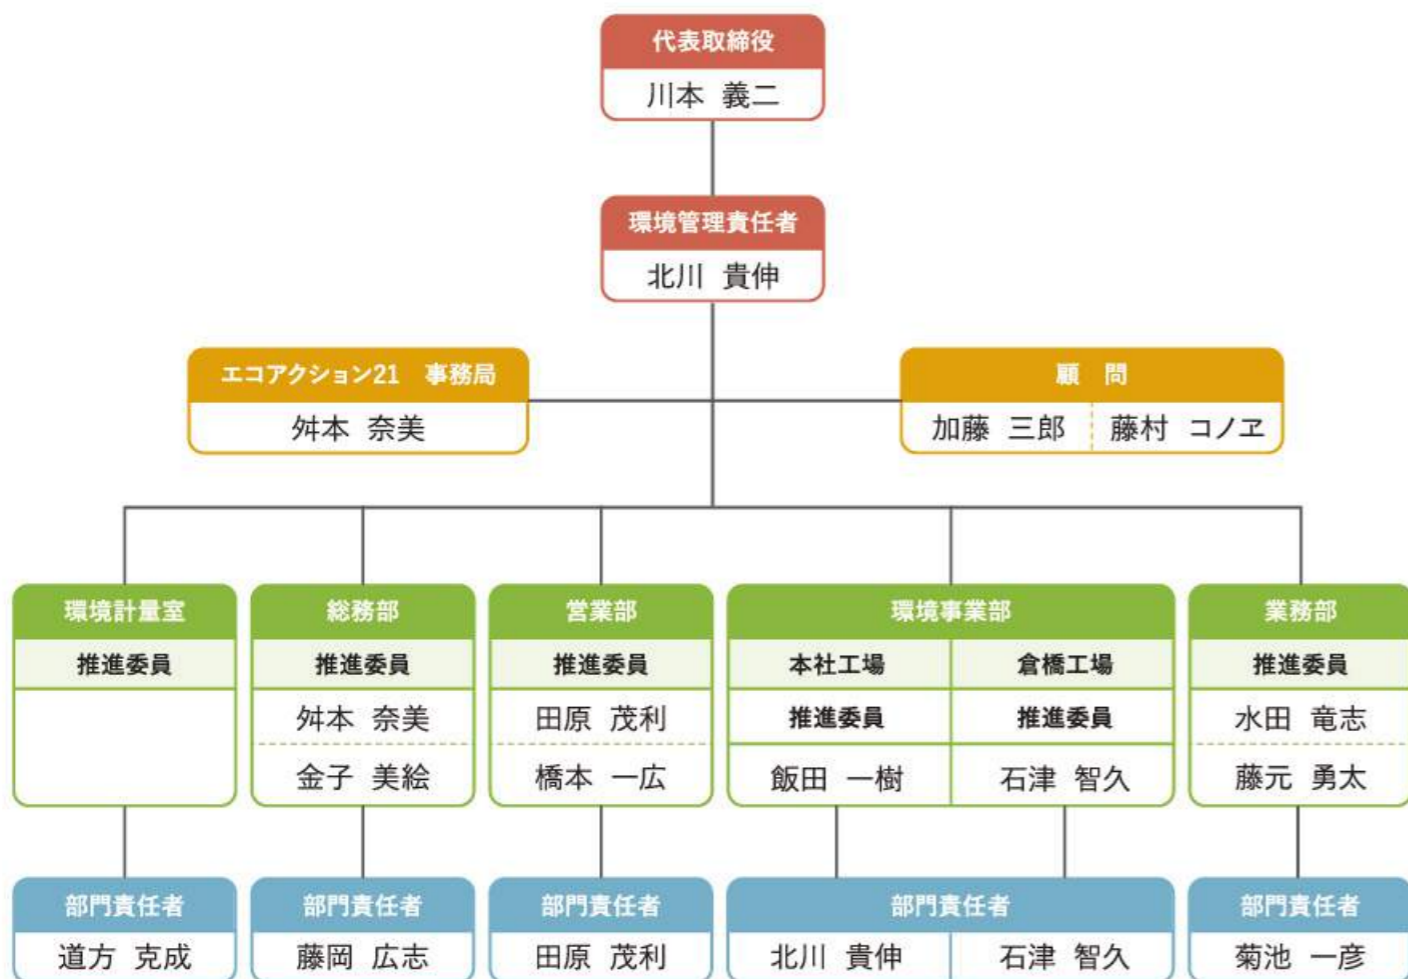 代表取締役
川本 義二
環境管理責任者
北川 貴伸
エコアクション21 事務局
舛本 奈美
顧 問
加藤 三郎 藤村 コノヱ
環境計量室
推進委員
総務部
推進委員
舛本 奈美
金子 美絵
営業部
推進委員
田原 茂利
橋本 一広
環境事業部
本社工場 倉橋工場
推進委員 推進委員
飯田 一樹 石津 智久
業務部
推進委員
水田 竜志
藤元 勇太
部門責任者
道方 克成
部門責任者
藤岡 広志
部門責任者
田原 茂利
部門責任者
北川 貴伸 石津 智久
部門責任者
菊池 一彦